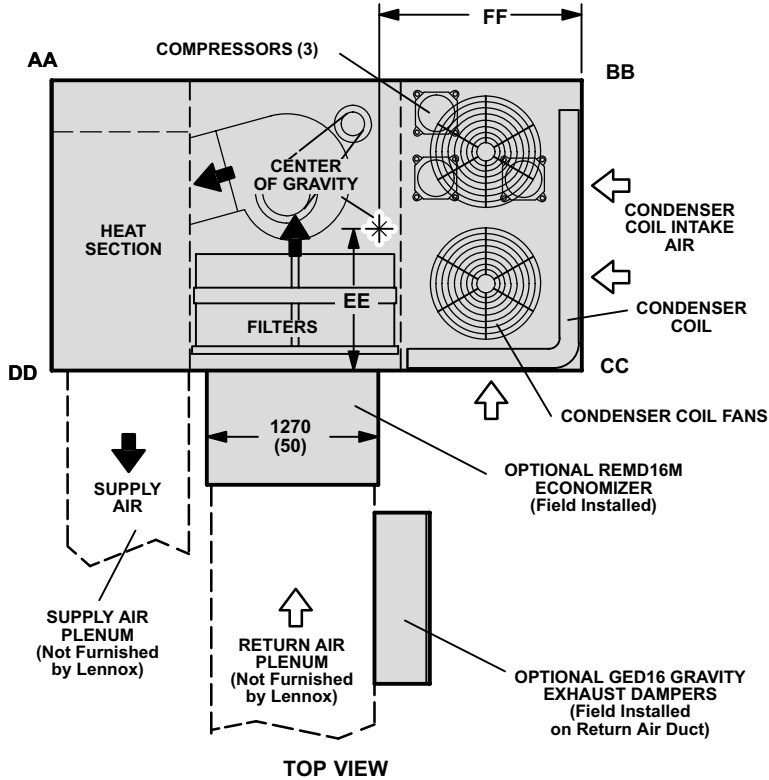 FF
COMPRESSORS (3)
AA
BB
CENTER
OF GRAVITY
HEAT
SECTION
CONDENSER
COIL INTAKE
AIR
EE
FILTERS
CONDENSER
COIL
DD
CC
CONDENSER COIL FANS
1270
(50)
OPTIONAL REMD16M
ECONOMIZER
(Field Installed)
SUPPLY
AIR
SUPPLY AIR
PLENUM
(Not Furnished
by Lennox)
RETURN AIR
PLENUM
(Not Furnished
by Lennox)
OPTIONAL GED16 GRAVITY
EXHAUST DAMPERS
(Field Installed
on Return Air Duct)
TOP VIEW